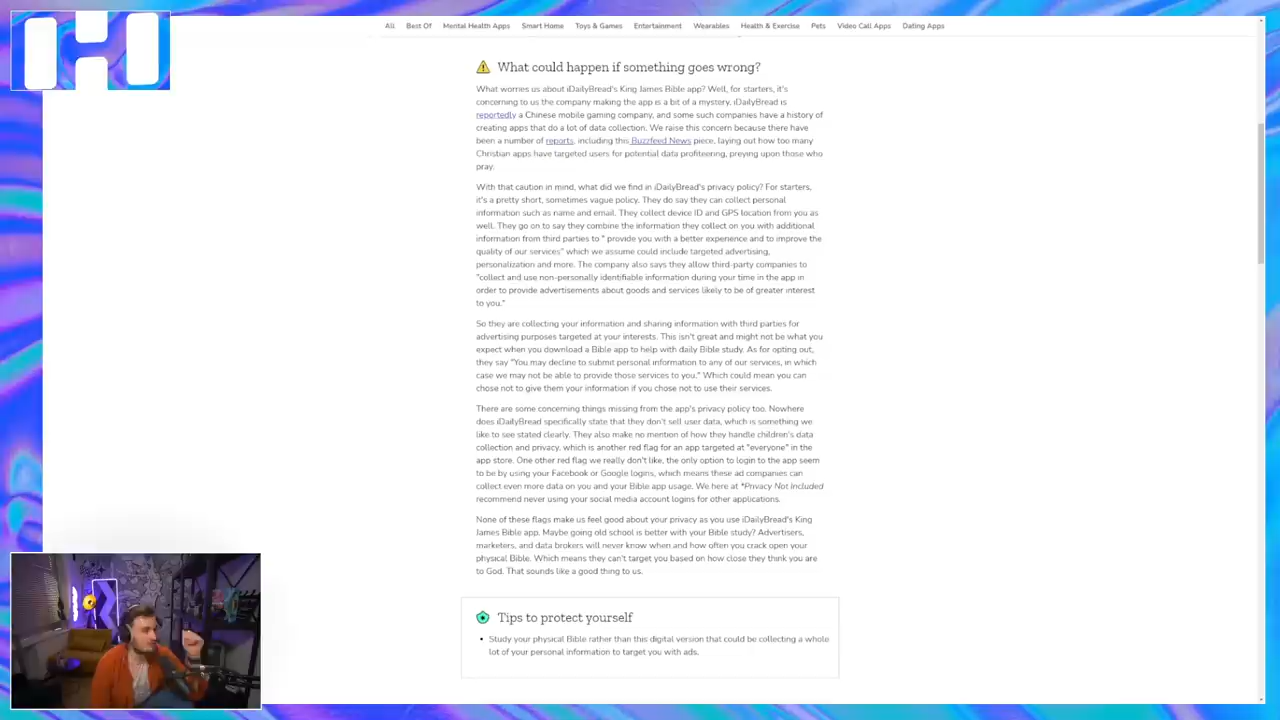 All Best Of Mental Health Apps Smart Home Toys & Games Entertainment Wearables Health & Exercise Pets Video Call Apps Dating Apps
What could happen if something goes wrong?
What worries us about iDailyBread's King James Bible app? Well, for starters, it's
concerning to us the company making the app is a bit of a mystery. iDailyBread is
reportedly a Chinese mobile gaming company, and some such companies have a history of
creating apps that do a lot of data collection. We raise this concern because there have
been a number of reports, including this Buzzfeed News piece, laying out how too many
Christian apps have targeted users for potential data profiteering, preying upon those who
pray.
With that caution in mind, what did we find in iDailyBread's privacy policy? For starters,
it's a pretty short, sometimes vague policy. They do say they can collect personal
information such as name and email. They collect device ID and GPS location from you as
well. They go on to say they combine the information they collect on you with additional
information from third parties to " provide you with a better experience and to improve the
quality of our services" which we assume could include targeted advertising,
personalization and more. The company also says they allow third-party companies to
"collect and use non-personally identifiable information during your time in the app in
order to provide advertisements about goods and services likely to be of greater interest
to you."
So they are collecting your information and sharing information with third parties for
advertising purposes targeted at your interests. This isn't great and might not be what you
expect when you download a Bible app to help with daily Bible study. As for opting out,
they say "You may decline to submit personal information to any of our services, in which
case we may not be able to provide those services to you." Which could mean you can
chose not to give them your information if you chose not to use their services.
There are some concerning things missing from the app's privacy policy too. Nowhere
does iDailyBread specifically state that they don't sell user data, which is something we
like to see stated clearly. They also make no mention of how they handle children's data
collection and privacy, which is another red flag for an app targeted at "everyone" in the
app store. One other red flag we really don't like, the only option to login to the app seem
to be by using your Facebook or Google logins, which means these ad companies can
collect even more data on you and your Bible app usage. We here at *Privacy Not Included
recommend never using your social media account logins for other applications.
None of these flags make us feel good about your privacy as you use iDailyBread's King
James Bible app. Maybe going old school is better with your Bible study? Advertisers,
marketers, and data brokers will never know when and how often you crack open your
physical Bible. Which means they can't target you based on how close they think you are
to God. That sounds like a good thing to us.
Tips to protect yourself
• Study your physical Bible rather than this digital version that could be collecting a whole
lot of your personal information to target you with ads.